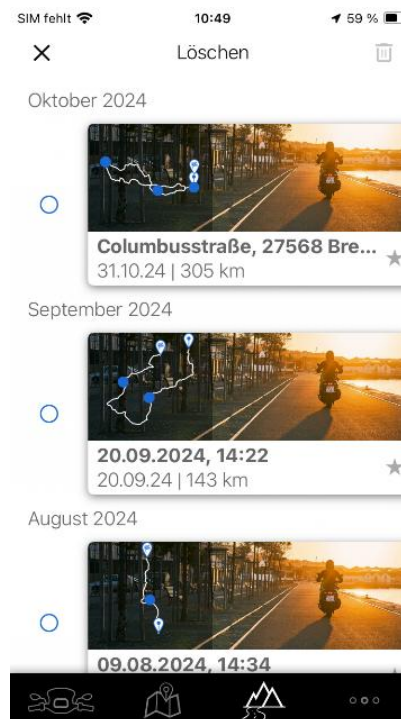 SIM fehlt 10:49 59 %
Löschen
Oktober 2024
Columbusstraße, 27568 Bre...
31.10.24 | 305 km
September 2024
20.09.2024, 14:22
20.09.24 | 143 km
August 2024
09.08.2024, 14:34